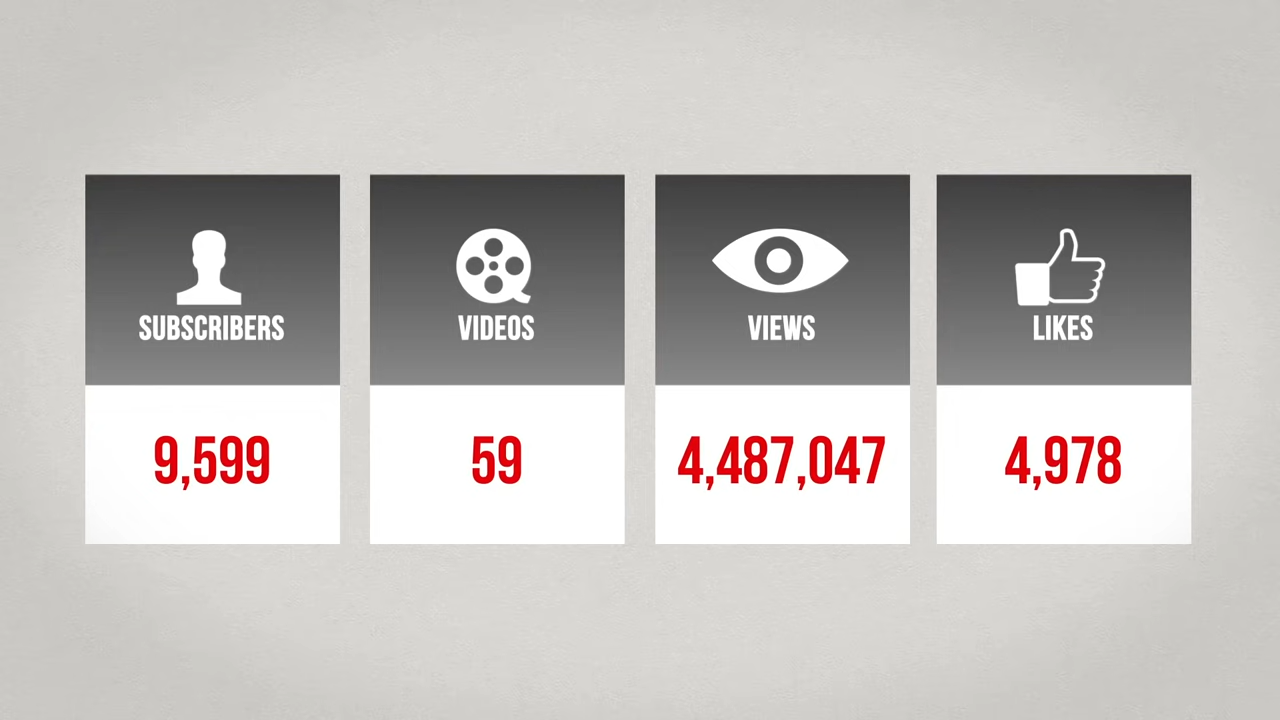 SUBSCRIBERS
9,599
VIDEOS
59
VIEWS
4,487,047
LIKES
4,978